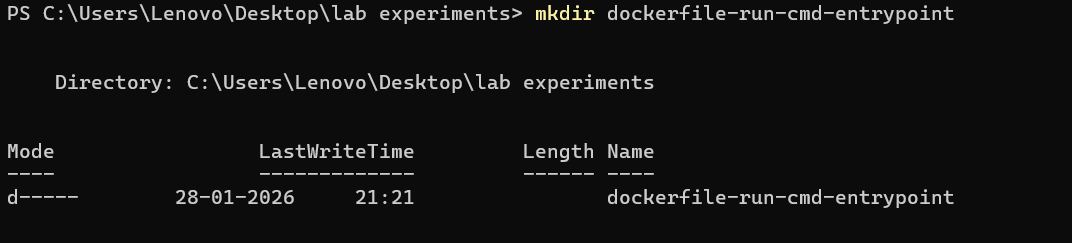 PS C:\Users\Lenovo\Desktop\lab experiments> mkdir dockerfile-run-cmd-entrypoint
Directory: C:\Users\Lenovo\Desktop\lab experiments
Mode LastWriteTime Length Name
---- ------------- ------ ----
d----- 28-01-2026 21:21 dockerfile-run-cmd-entrypoint